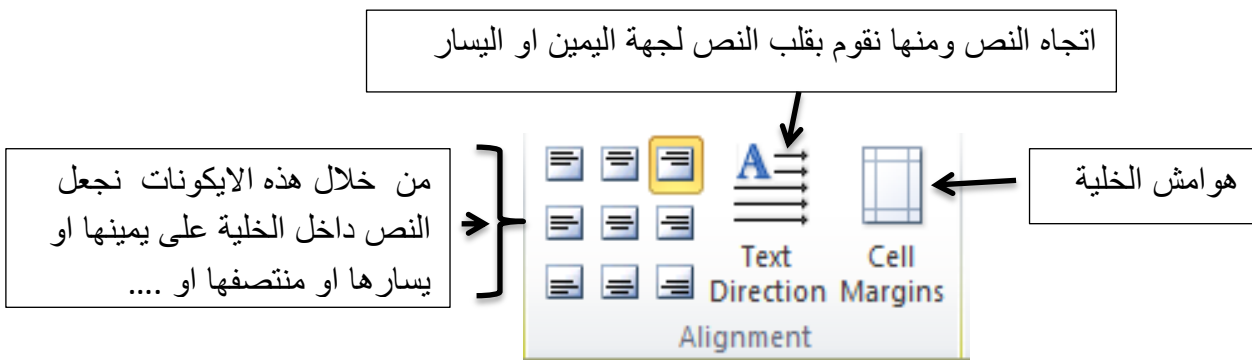 اتجاه النص ومنها نقوم بقلب النص لجهة اليمين او اليسار
هوامش الخلية
من خلال هذه الايكونات نجعل
النص داخل الخلية على يمينها او
يسارها او منتصفها او ....
Text
Direction
Cell
Margins
Alignment